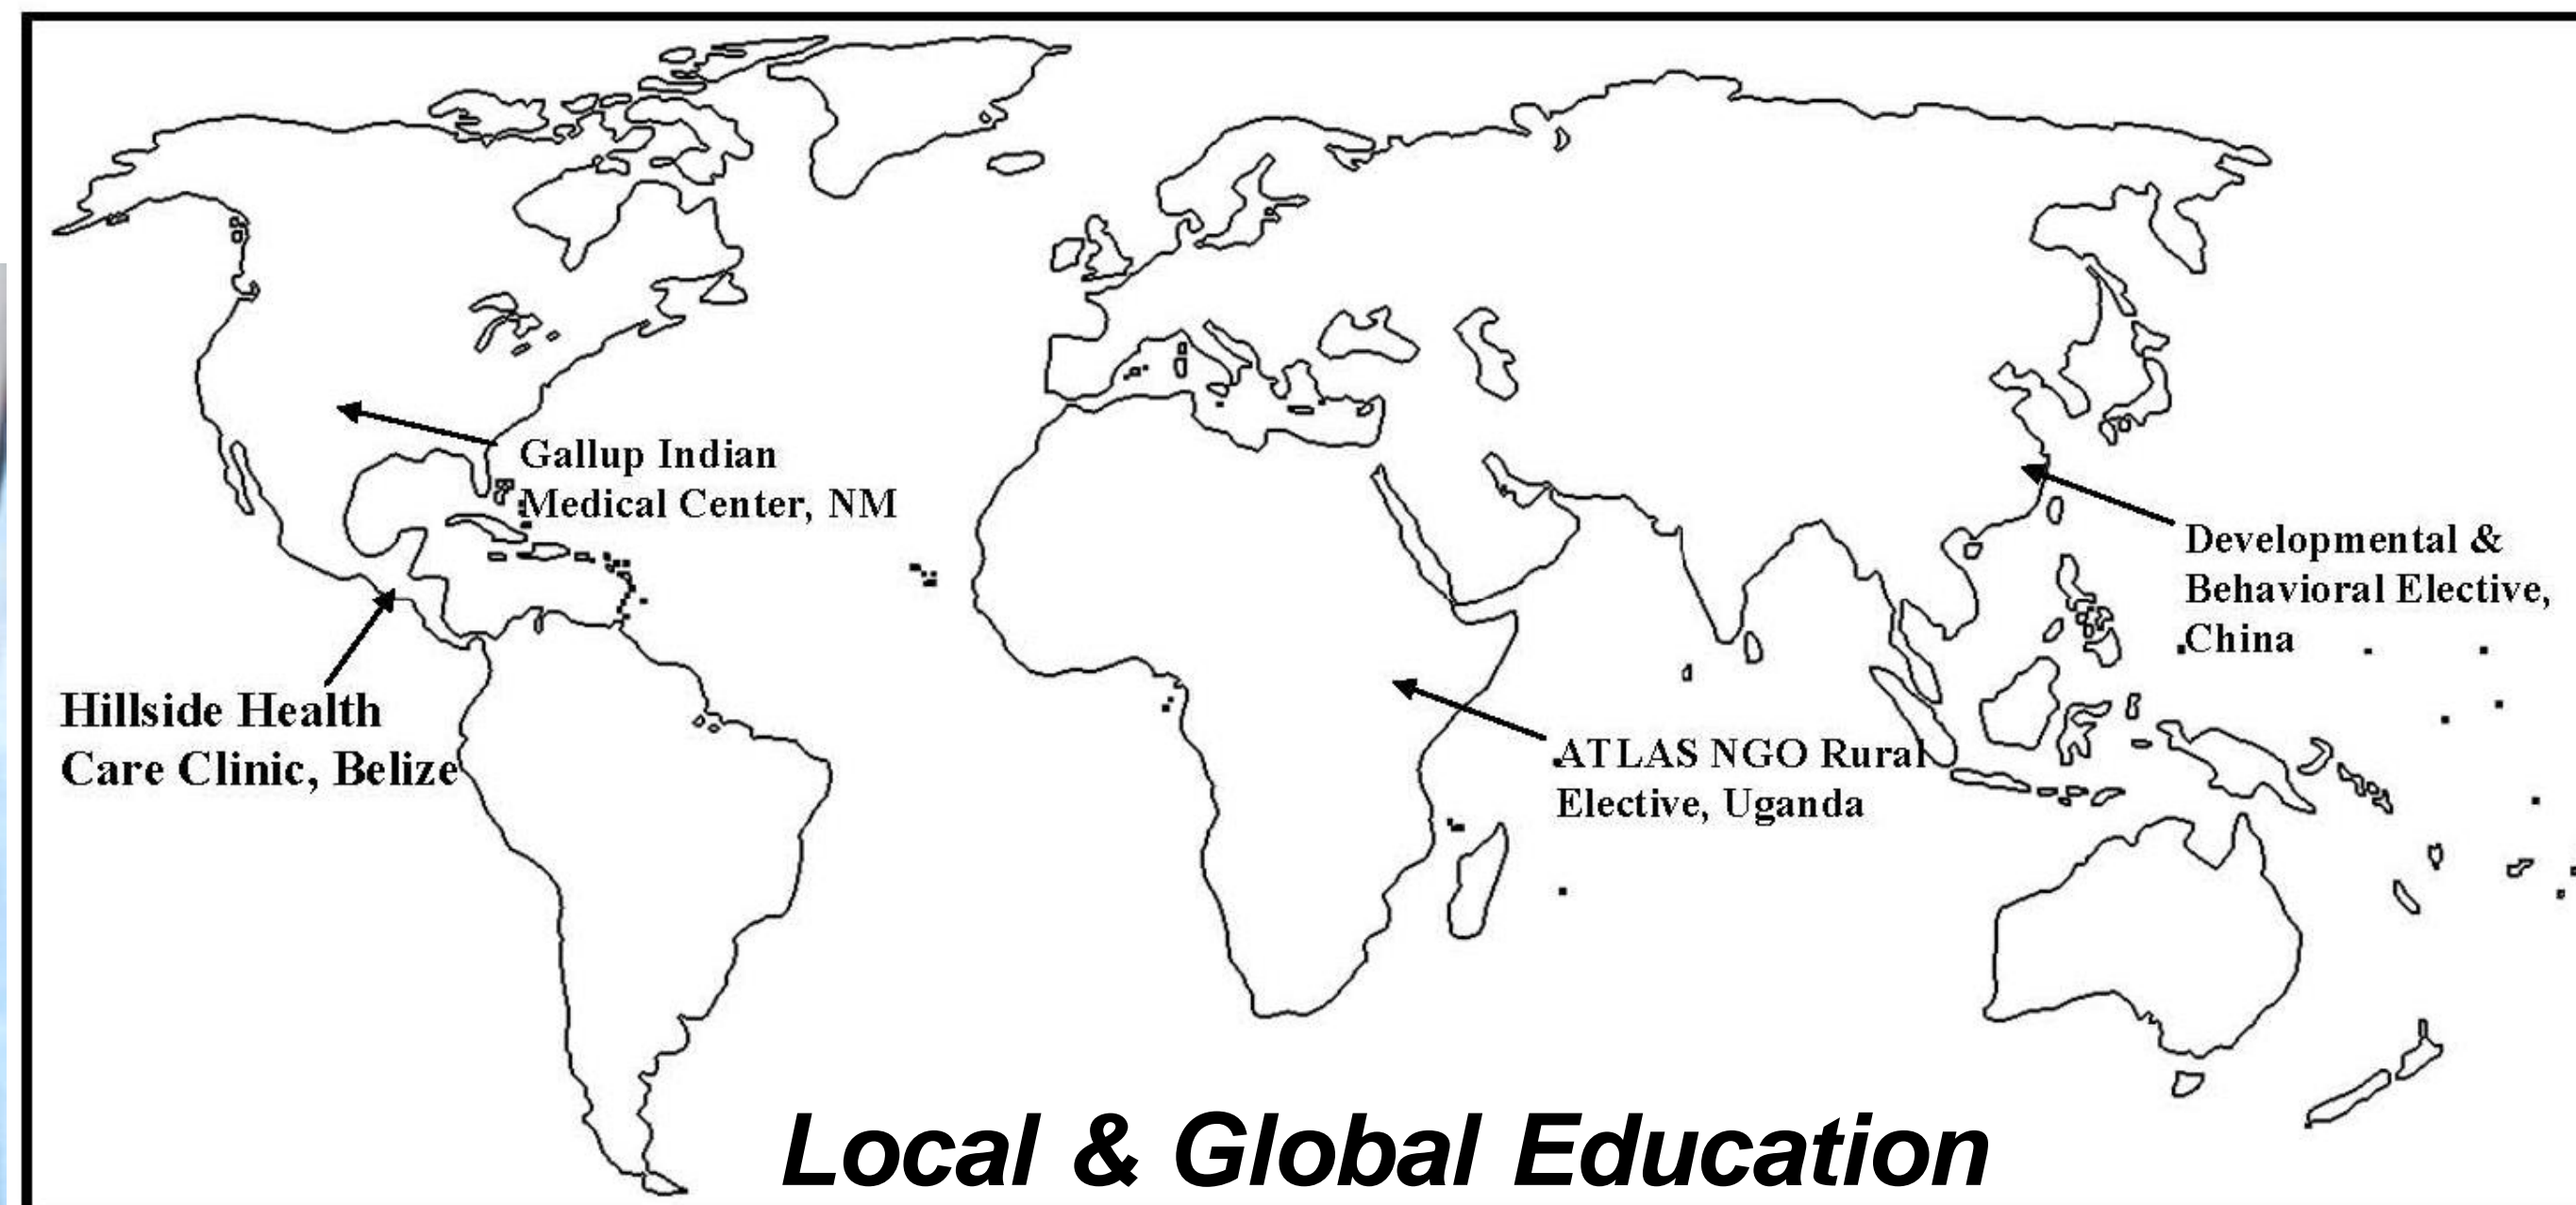 Gallup Indian
Medical Center, NM
Developmental &
Behavioral Elective,
China
Hillside Health
Care Clinic, Belize
ATLAS NGO Rural
Elective, Uganda
Local & Global Education